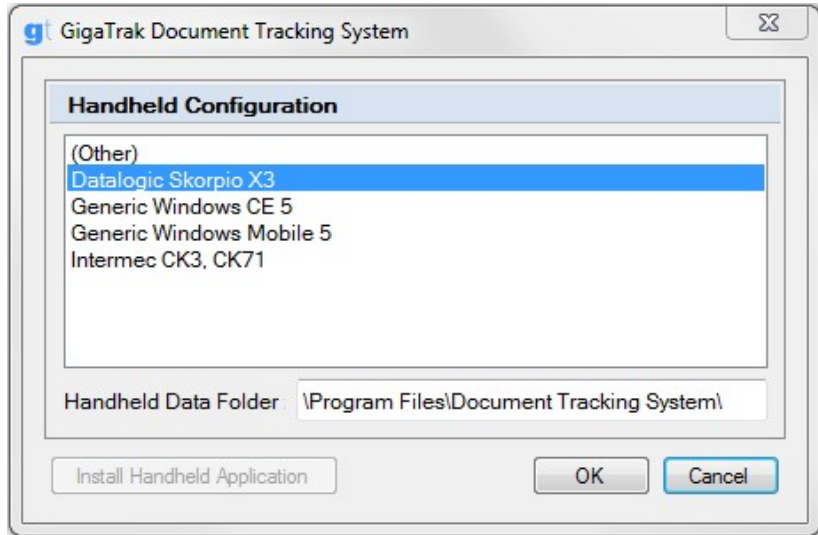 gt GigaTrak Document Tracking System
Handheld Configuration
(Other)
Datalogic Skorpio X3
Generic Windows CE 5
Generic Windows Mobile 5
Intermec CK3, CK71
Handheld Data Folder : \Program Files\Document Tracking System\
Install Handheld Application OK Cancel